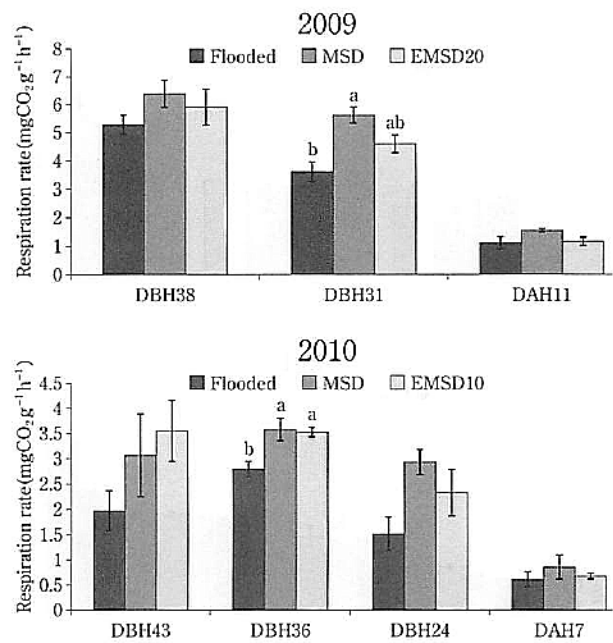 2009
Flooded MSD EMSD20
Respiration rate(mgCO₂g⁻¹h⁻¹)
8
7
6
5
4
3
2
1
0
b a ab
DBH38 DBH31 DAH11
2010
Flooded MSD EMSD10
Respiration rate(mgCO₂g⁻¹h⁻¹)
4.5
4
3.5
3
2.5
2
1.5
1
0.5
0
b a a
DBH43 DBH36 DBH24 DAH7